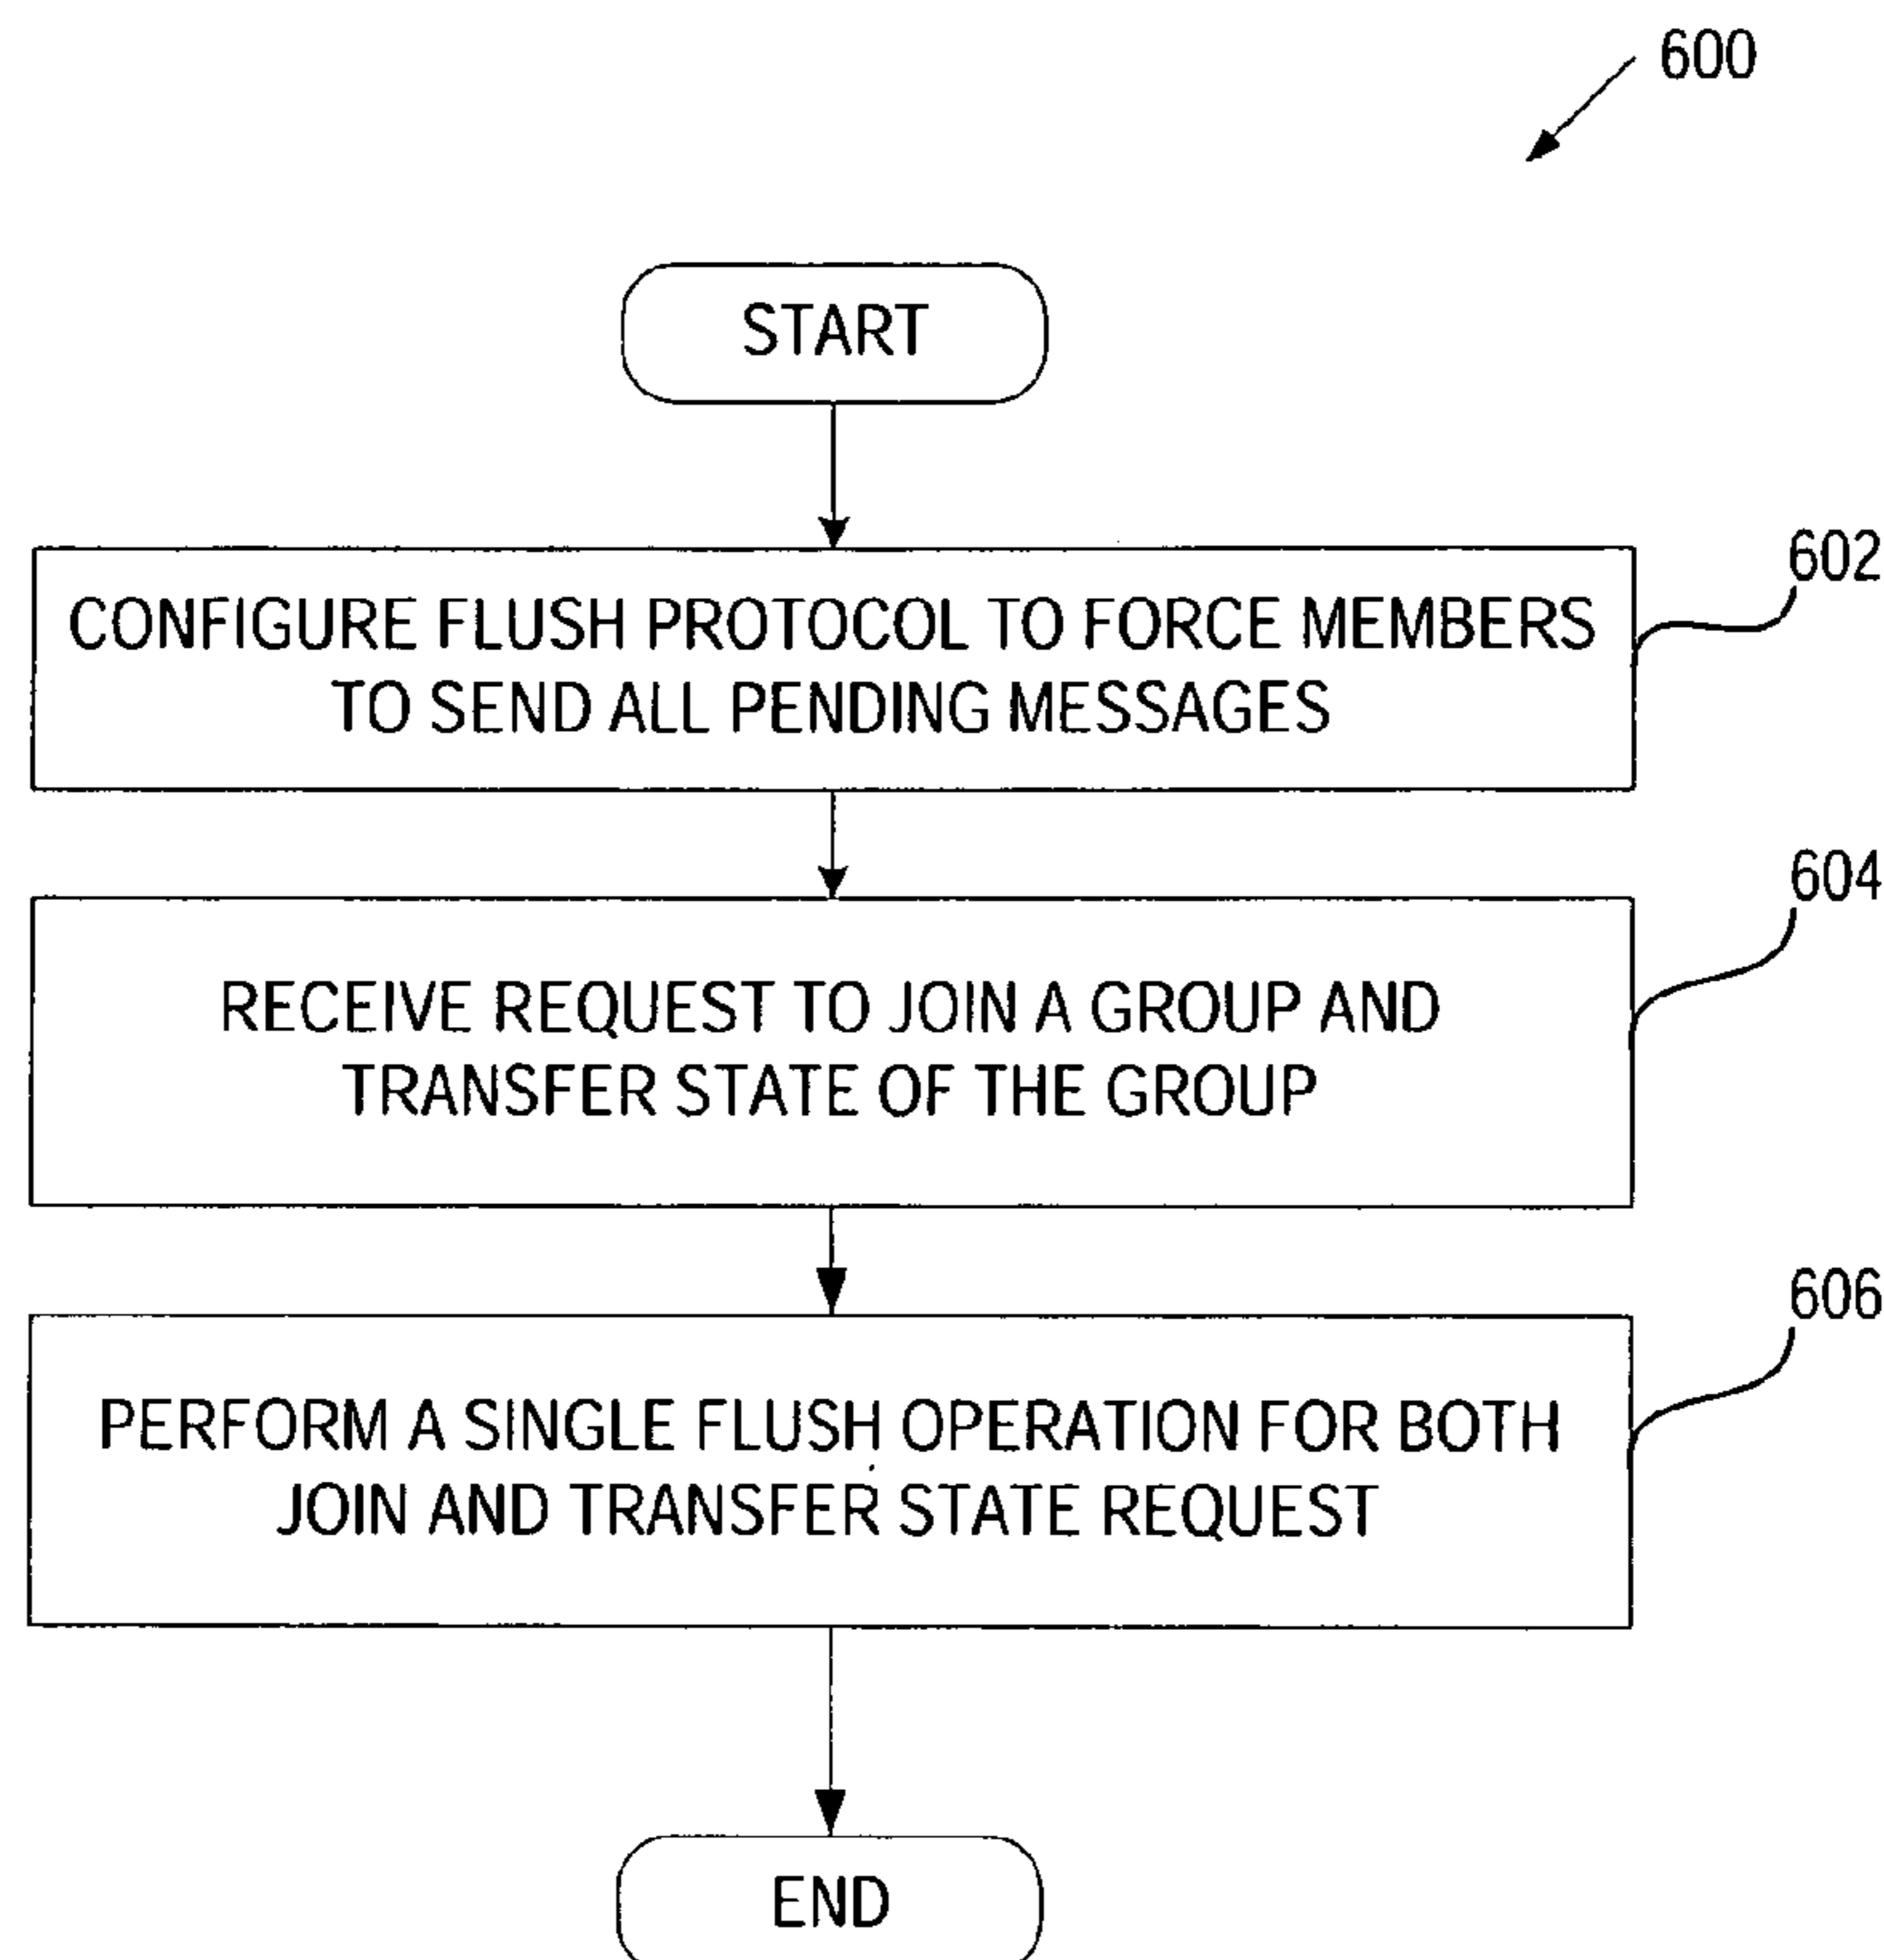 600
START
CONFIGURE FLUSH PROTOCOL TO FORCE MEMBERS
TO SEND ALL PENDING MESSAGES
602
RECEIVE REQUEST TO JOIN A GROUP AND
TRANSFER STATE OF THE GROUP
604
PERFORM A SINGLE FLUSH OPERATION FOR BOTH
JOIN AND TRANSFER STATE REQUEST
606
END